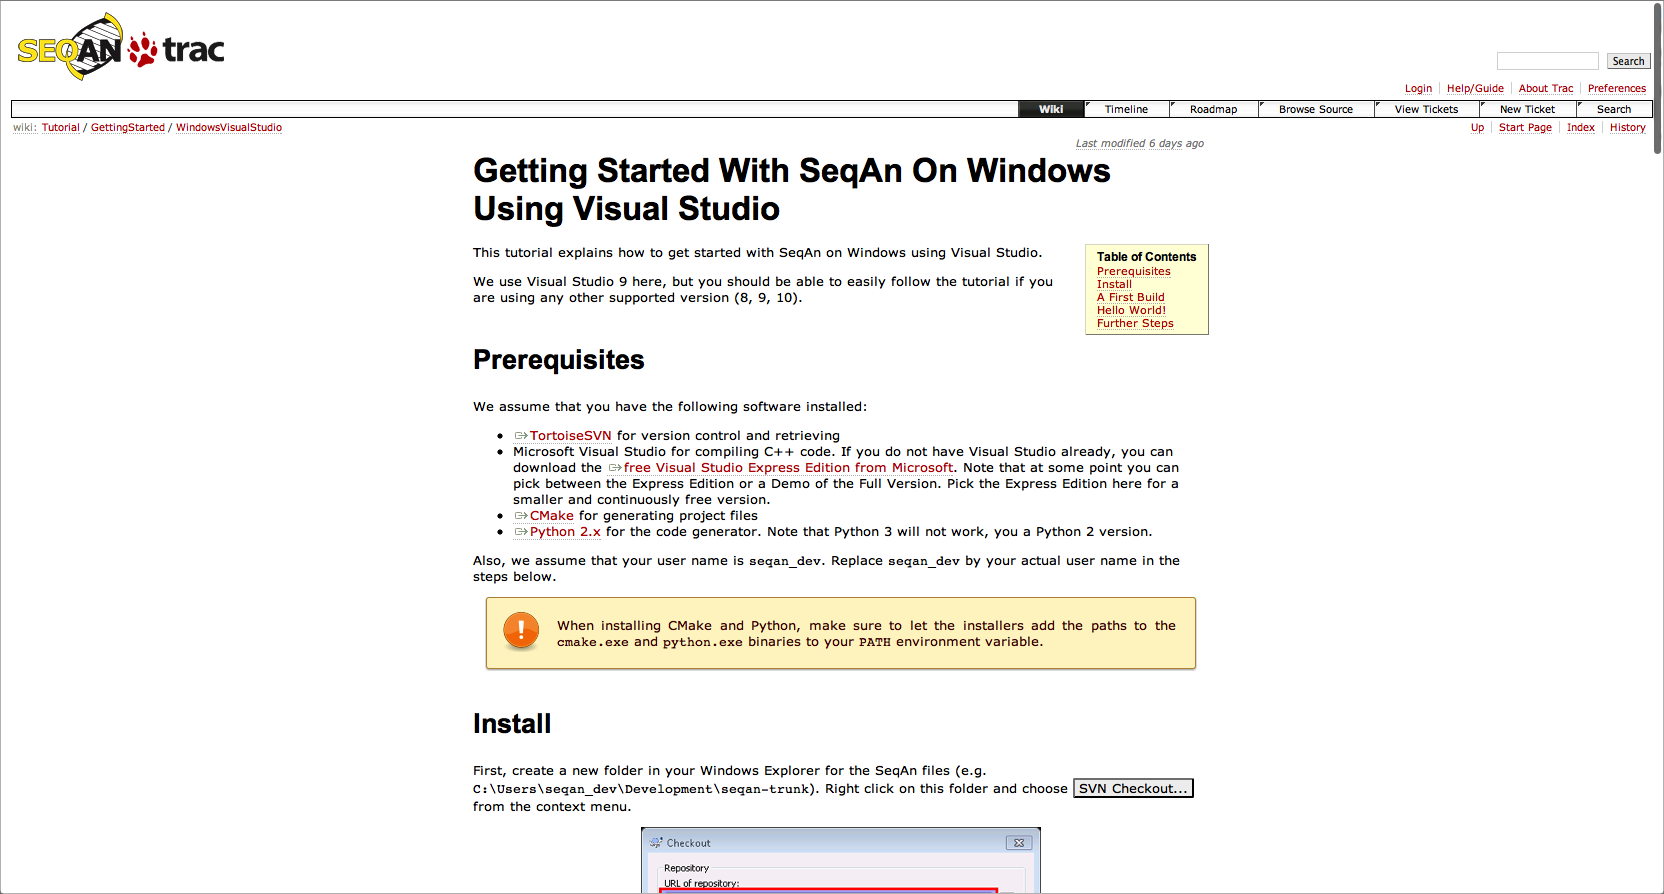 SEQAN trac
Search
Login Help/Guide About Trac Preferences
Wiki Timeline Roadmap Browse Source View Tickets New Ticket Search
wiki: Tutorial / GettingStarted / WindowsVisualStudio
Up Start Page Index History
Last modified 6 days ago
Getting Started With SeqAn On Windows
Using Visual Studio
This tutorial explains how to get started with SeqAn on Windows using Visual Studio.
We use Visual Studio 9 here, but you should be able to easily follow the tutorial if you
are using any other supported version (8, 9, 10).
Table of Contents
Prerequisites
Install
A First Build
Hello World!
Further Steps
Prerequisites
We assume that you have the following software installed:
• TortoiseSVN for version control and retrieving
• Microsoft Visual Studio for compiling C++ code. If you do not have Visual Studio already, you can
download the free Visual Studio Express Edition from Microsoft. Note that at some point you can
pick between the Express Edition or a Demo of the Full Version. Pick the Express Edition here for a
smaller and continuously free version.
• CMake for generating project files
• Python 2.x for the code generator. Note that Python 3 will not work, you a Python 2 version.
Also, we assume that your user name is seqan_dev. Replace seqan_dev by your actual user name in the
steps below.
When installing CMake and Python, make sure to let the installers add the paths to the
cmake.exe and python.exe binaries to your PATH environment variable.
Install
First, create a new folder in your Windows Explorer for the SeqAn files (e.g.
C:\Users\seqan_dev\Development\seqan-trunk). Right click on this folder and choose SVN Checkout...
from the context menu.
Checkout
Repository
URL of repository: